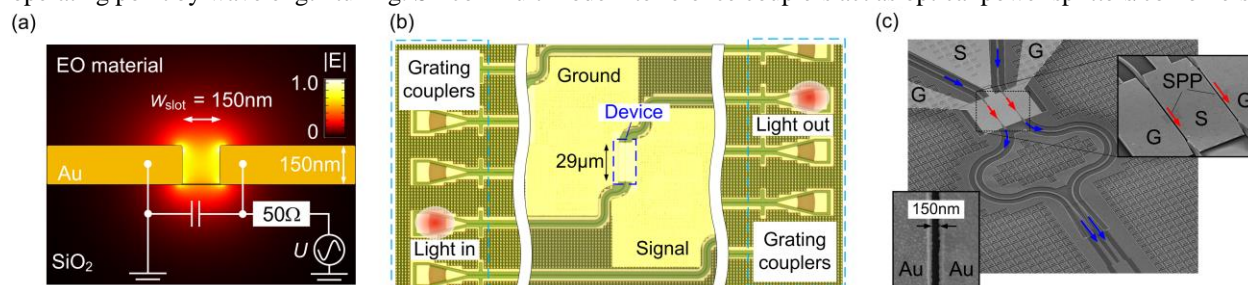 (a)
(b)
(c)
EO material
|E|
1.0
0
w_slot = 150nm
Au
150nm
50Ω
U
SiO₂
Grating
couplers
Ground
Device
29μm
Light in
Light out
Signal
Grating
couplers
S
G
G
SPP
G
S
G
150nm
Au
Au